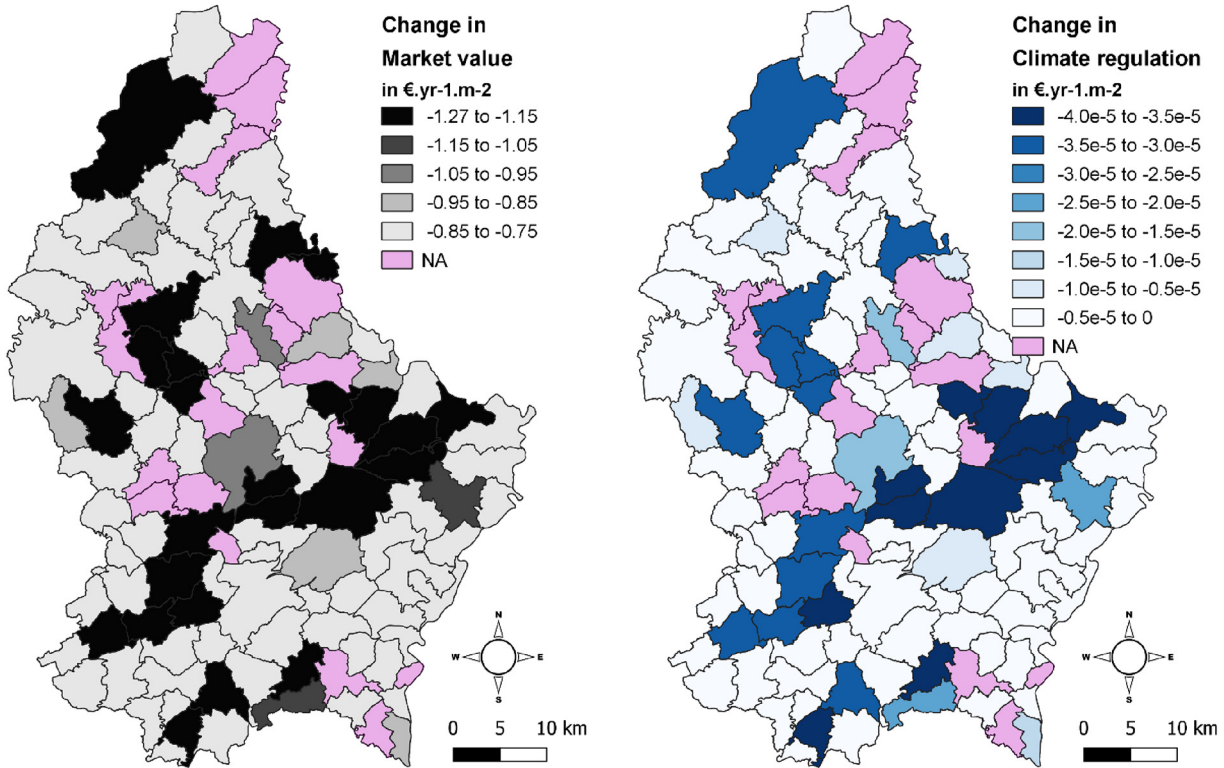 Change in
Market value
in €.yr-1.m-2
-1.27 to -1.15
-1.15 to -1.05
-1.05 to -0.95
-0.95 to -0.85
-0.85 to -0.75
NA
N
W E
S
0 5 10 km
Change in
Climate regulation
in €.yr-1.m-2
-4.0e-5 to -3.5e-5
-3.5e-5 to -3.0e-5
-3.0e-5 to -2.5e-5
-2.5e-5 to -2.0e-5
-2.0e-5 to -1.5e-5
-1.5e-5 to -1.0e-5
-1.0e-5 to -0.5e-5
-0.5e-5 to 0
NA
N
W E
S
0 5 10 km